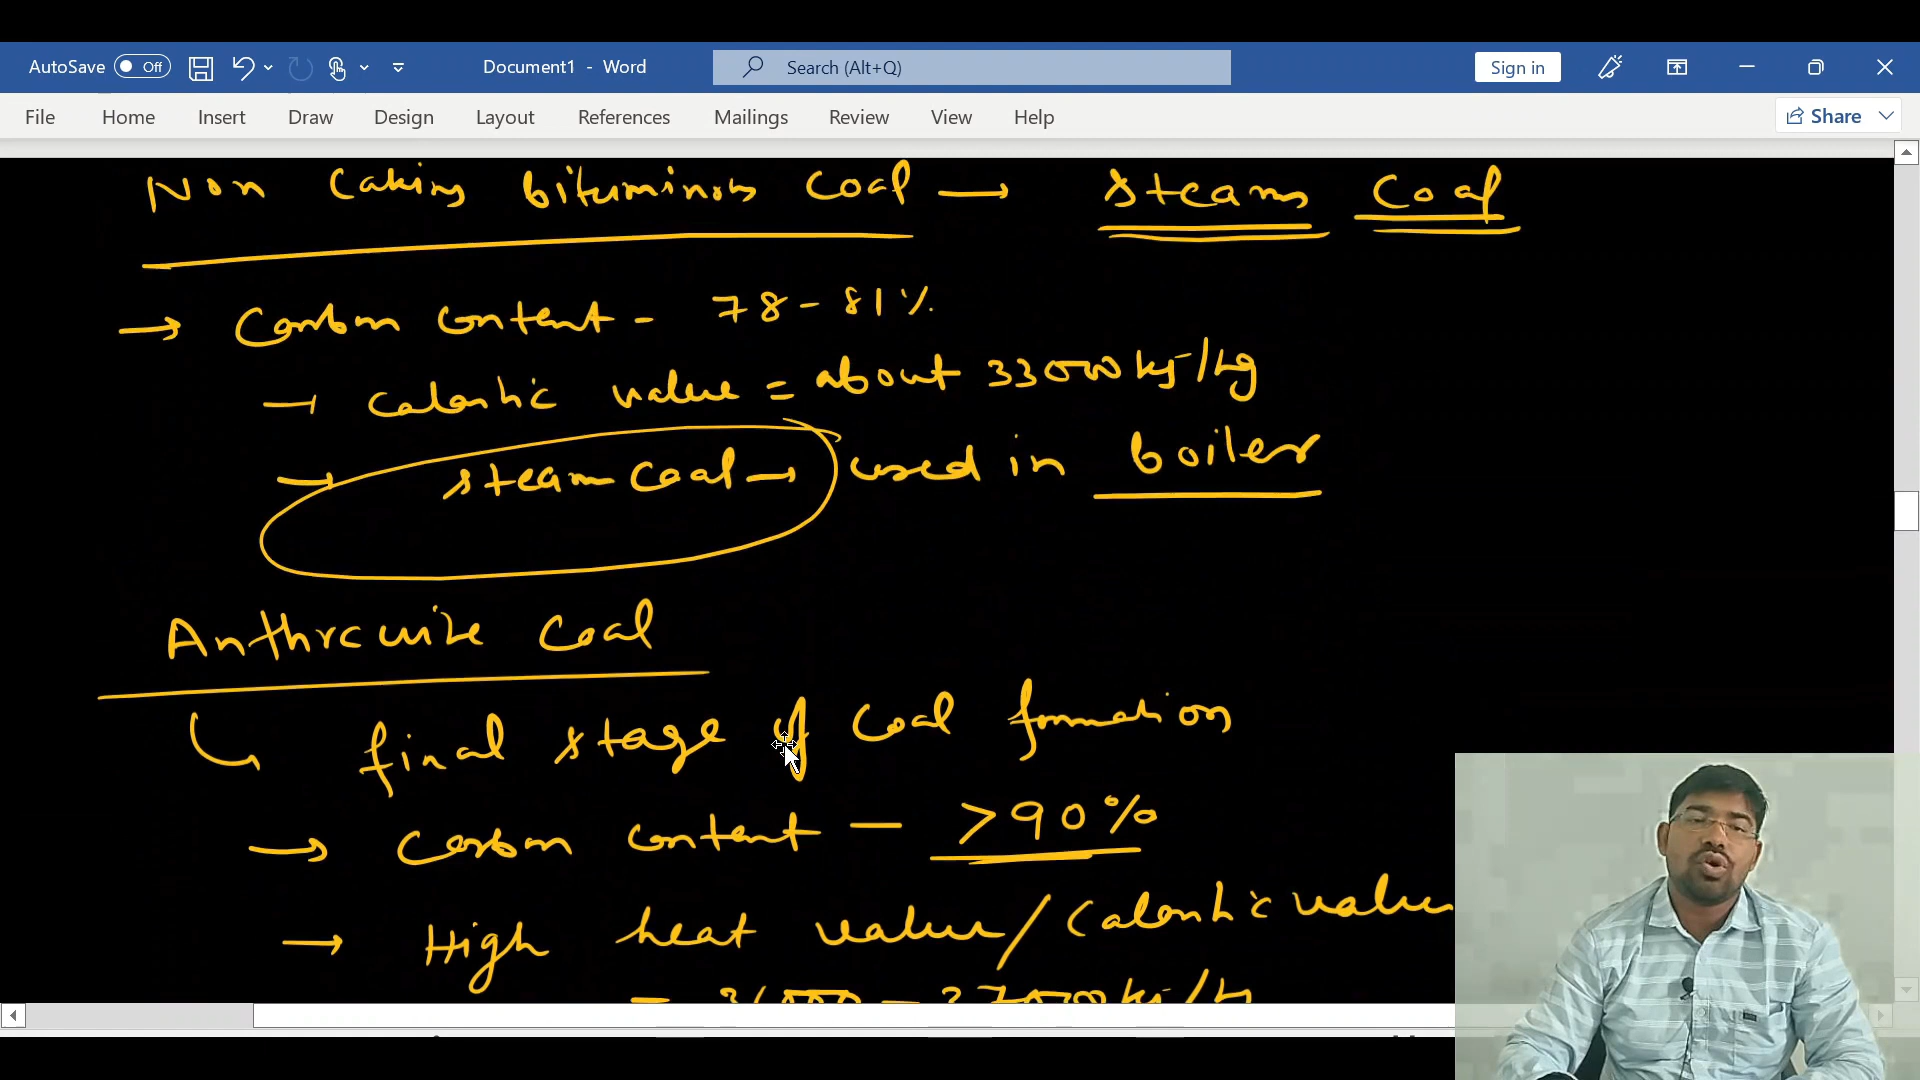 AutoSave Off Document1 - Word Search (Alt+Q) Sign in
File Home Insert Draw Design Layout References Mailings Review View Help Share
Non Caking bituminous Coal → Steam Coal
→ Carbon content - 78-81%
→ Calorific value = about 33000 kJ/kg
→ steam coal → used in boiler
Anthracite Coal
final stage of Coal formation
→ Carbon content - >90%
→ High heat value/Calorific value